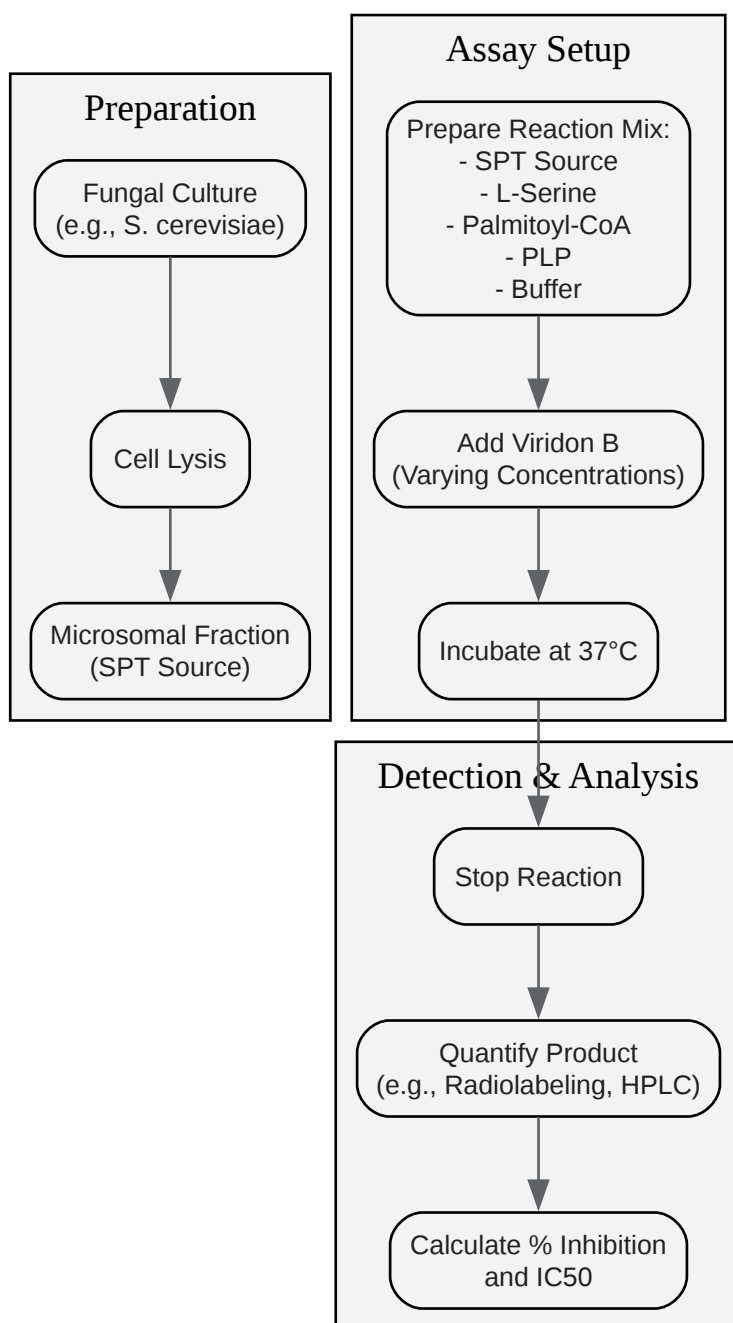 Preparation
Fungal Culture
(e.g., S. cerevisiae)
Cell Lysis
Microsomal Fraction
(SPT Source)
Assay Setup
Prepare Reaction Mix:
- SPT Source
- L-Serine
- Palmitoyl-CoA
- PLP
- Buffer
Add Viridon B
(Varying Concentrations)
Incubate at 37°C
Detection & Analysis
Stop Reaction
Quantify Product
(e.g., Radiolabeling, HPLC)
Calculate % Inhibition
and IC50